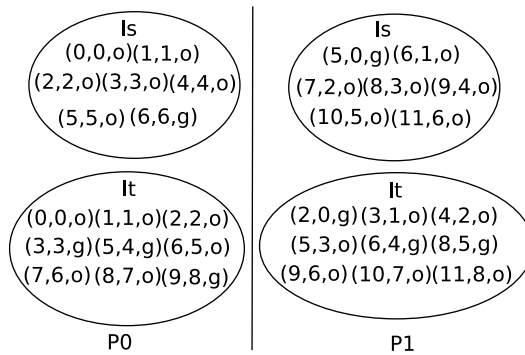 Is
(0,0,o)(1,1,o)
(2,2,o)(3,3,o)(4,4,o)
(5,5,o) (6,6,g)
It
(0,0,o)(1,1,o)(2,2,o)
(3,3,g)(5,4,g)(6,5,o)
(7,6,o)(8,7,o)(9,8,g)
P0
Is
(5,0,g)(6,1,o)
(7,2,o)(8,3,o)(9,4,o)
(10,5,o)(11,6,o)
It
(2,0,g)(3,1,o)(4,2,o)
(5,3,o)(6,4,g)(8,5,g)
(9,6,o)(10,7,o)(11,8,o)
P1